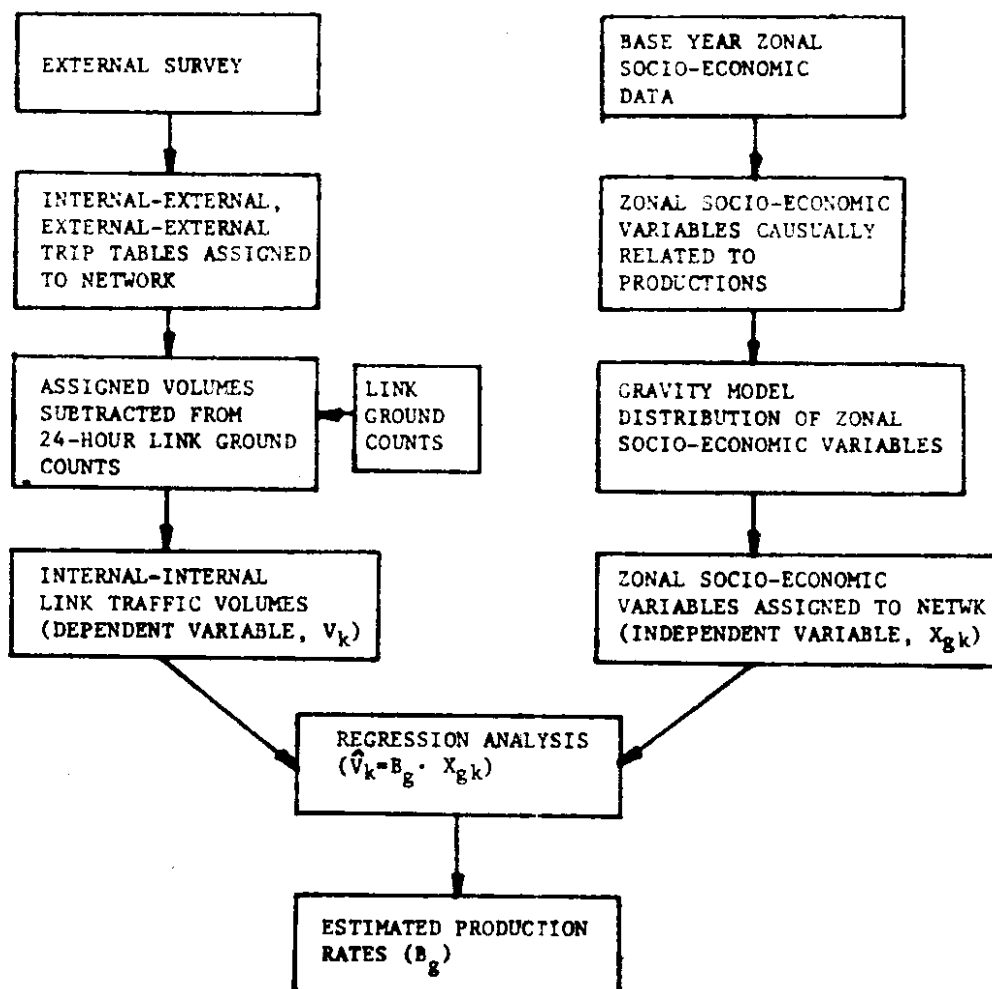 EXTERNAL SURVEY
INTERNAL-EXTERNAL,
EXTERNAL-EXTERNAL
TRIP TABLES ASSIGNED
TO NETWORK
ASSIGNED VOLUMES
SUBTRACTED FROM
24-HOUR LINK GROUND
COUNTS
LINK
GROUND
COUNTS
INTERNAL-INTERNAL
LINK TRAFFIC VOLUMES
(DEPENDENT VARIABLE, Vk)
BASE YEAR ZONAL
SOCIO-ECONOMIC
DATA
ZONAL SOCIO-ECONOMIC
VARIABLES CAUSUALLY
RELATED TO
PRODUCTIONS
GRAVITY MODEL
DISTRIBUTION OF ZONAL
SOCIO-ECONOMIC VARIABLES
ZONAL SOCIO-ECONOMIC
VARIABLES ASSIGNED TO NETWK
(INDEPENDENT VARIABLE, Xgk)
REGRESSION ANALYSIS
(V̂k=Bg· Xgk)
ESTIMATED PRODUCTION
RATES (Bg)